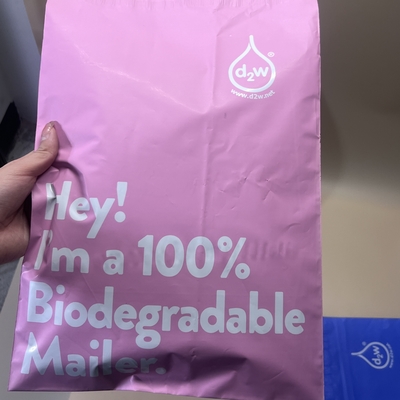 d2w®
www.d2w.net
Hey!
I'm a 100%
Biodegradable
Mailer.
d2w